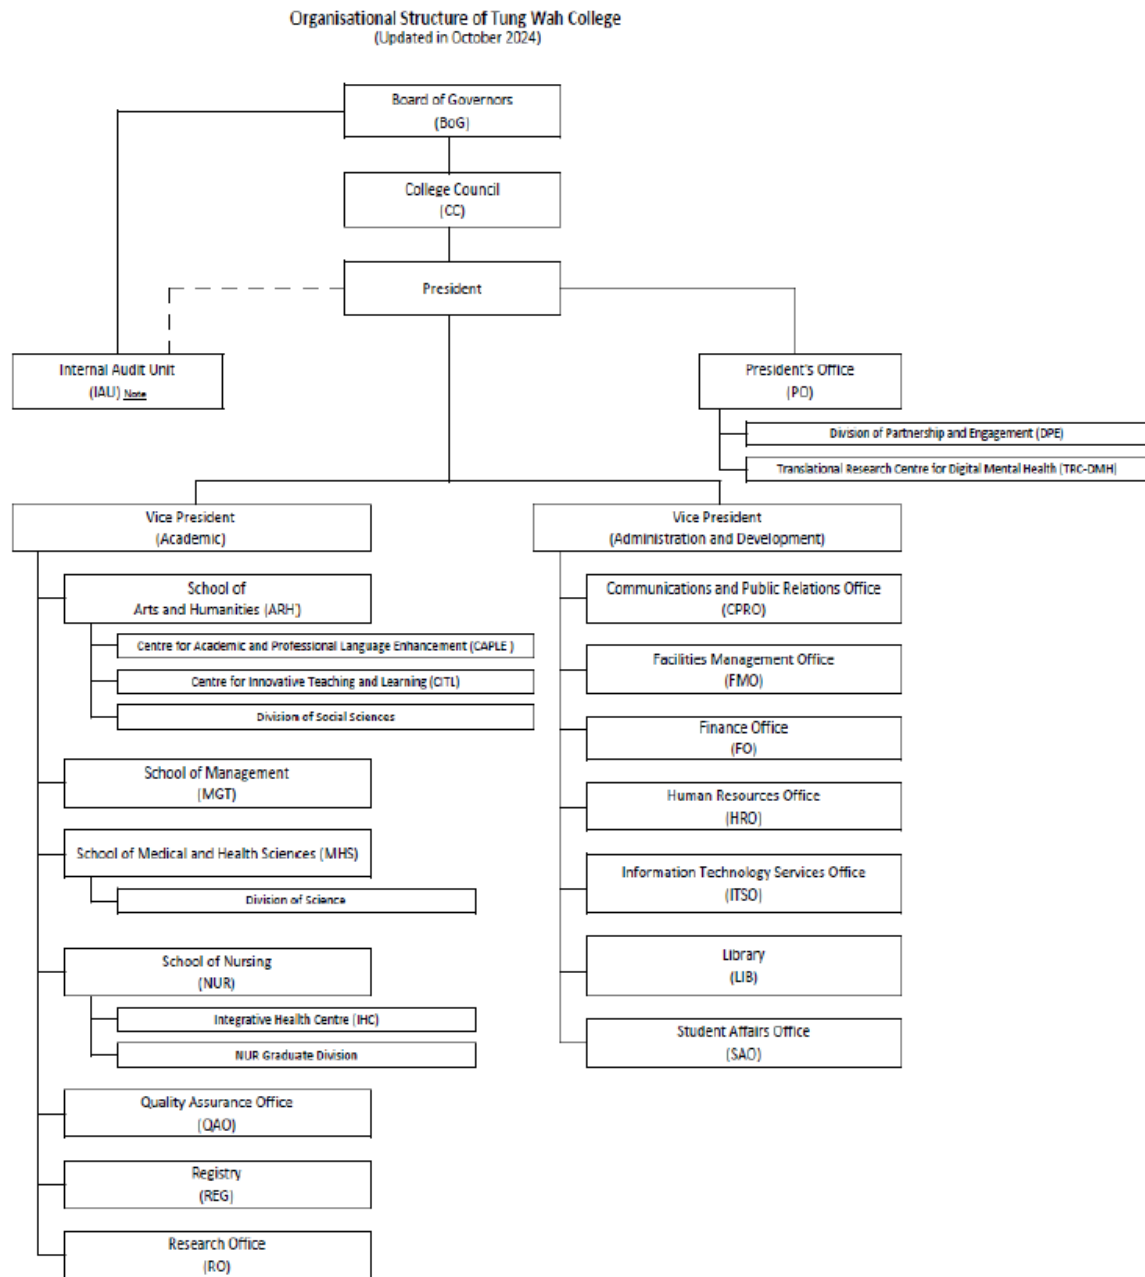 Organisational Structure of Tung Wah College
(Updated in October 2024)
Board of Governors
(BoG)
College Council
(CC)
President
Internal Audit Unit
(IAU) Note
President's Office
(PO)
Division of Partnership and Engagement (DPE)
Translational Research Centre for Digital Mental Health (TRC-DMH)
Vice President
(Academic)
School of
Arts and Humanities (ARH)
Centre for Academic and Professional Language Enhancement (CAPLE )
Centre for Innovative Teaching and Learning (CITL)
Division of Social Sciences
School of Management
(MGT)
School of Medical and Health Sciences (MHS)
Division of Science
School of Nursing
(NUR)
Integrative Health Centre (IHC)
NUR Graduate Division
Quality Assurance Office
(QAO)
Registry
(REG)
Research Office
(RO)
Vice President
(Administration and Development)
Communications and Public Relations Office
(CPRO)
Facilities Management Office
(FMO)
Finance Office
(FO)
Human Resources Office
(HRO)
Information Technology Services Office
(ITSO)
Library
(LIB)
Student Affairs Office
(SAO)